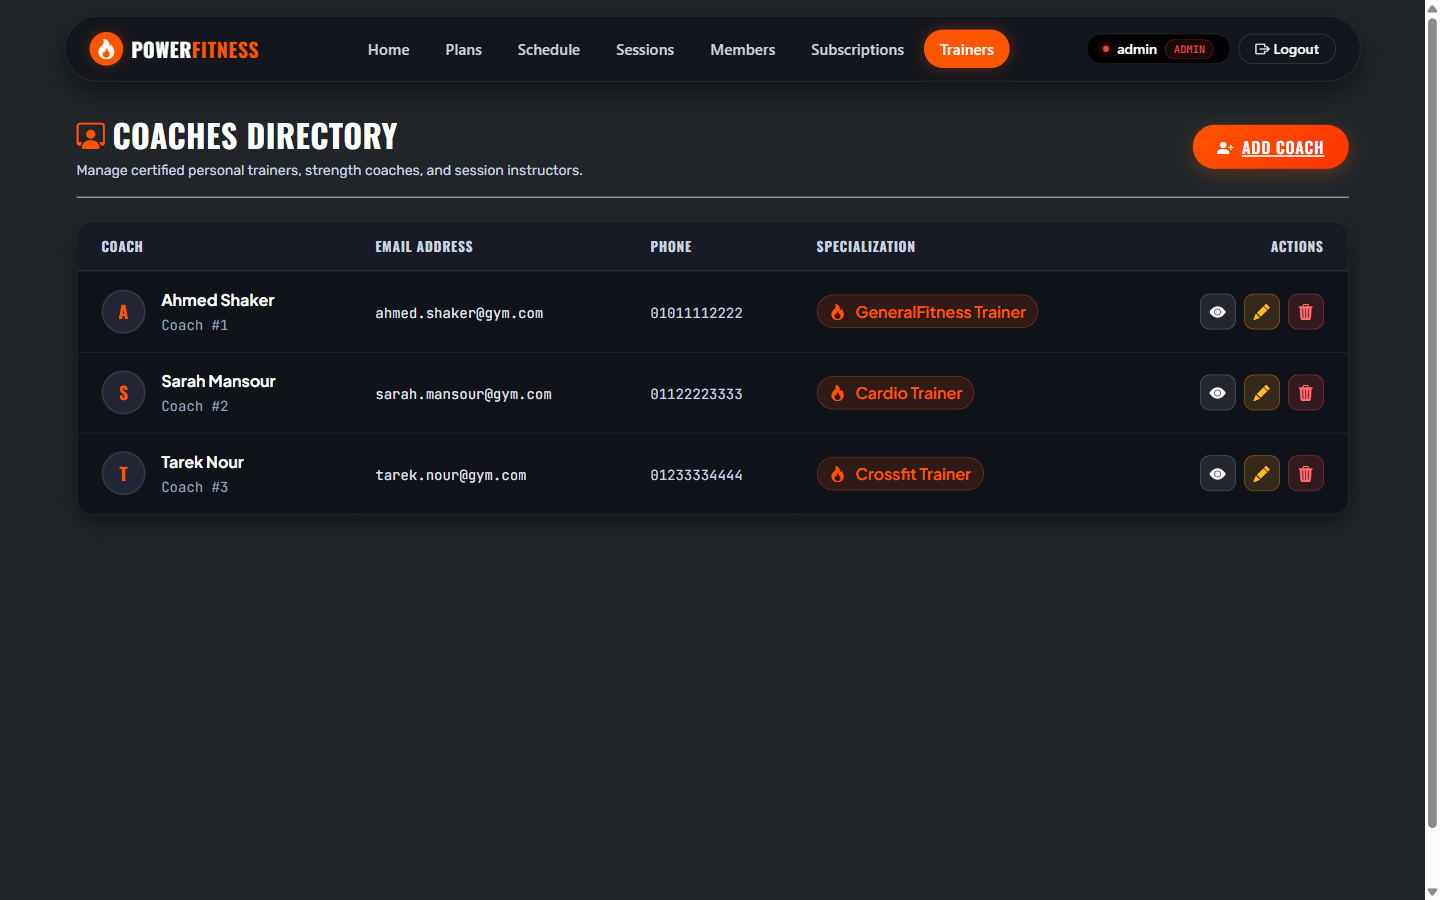 POWERFITNESS
Home Plans Schedule Sessions Members Subscriptions Trainers
admin ADMIN Logout
COACHES DIRECTORY
Manage certified personal trainers, strength coaches, and session instructors.
ADD COACH
COACH EMAIL ADDRESS PHONE SPECIALIZATION ACTIONS
A Ahmed Shaker ahmed.shaker@gym.com 01011112222 GeneralFitness Trainer
Coach #1
S Sarah Mansour sarah.mansour@gym.com 01122223333 Cardio Trainer
Coach #2
T Tarek Nour tarek.nour@gym.com 01233334444 Crossfit Trainer
Coach #3